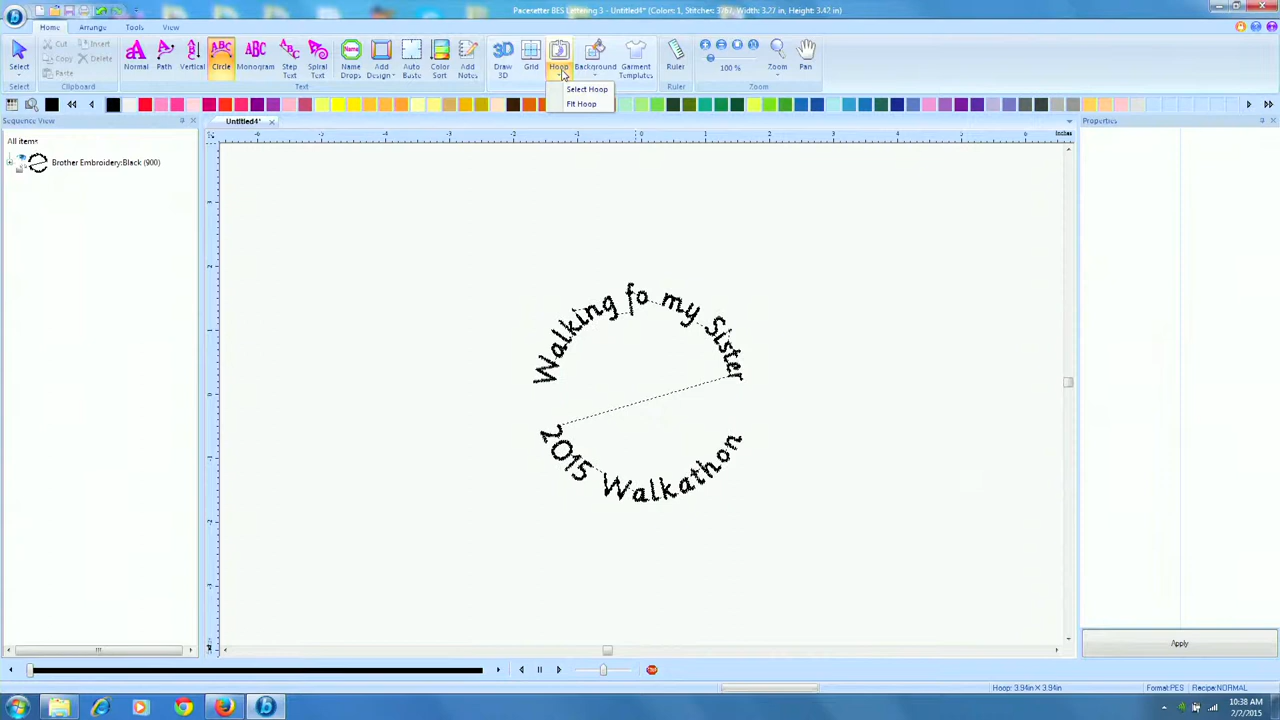 Pacesetter BES Lettering 3 - Untitled4* (Colors: 1, Stitches: 3767, Width: 3.77 in, Height: 3.47 in)
Home Arrange Tools View
Cut Insert
Copy Delete
Paste
Select Normal Path Vertical Circle Monogram Step Text Spiral Text Name Drops Add Design Auto Baste Color Sort Add Notes Draw 3D Grid Hoop Background Garment Templates Ruler 100 % Zoom Pan
Select Clipboard Text Ruler Zoom
Select Hoop
Fit Hoop
Sequence View
Untitled4*
Properties
All items
Brother Embroidery:Black (900)
Inches
Walking fo my Sister
2015 Walkathon
Apply
STOP
Hoop: 3.94in X 3.94in Format:PES Recipe:NORMAL
10:38 AM
2/2/2015